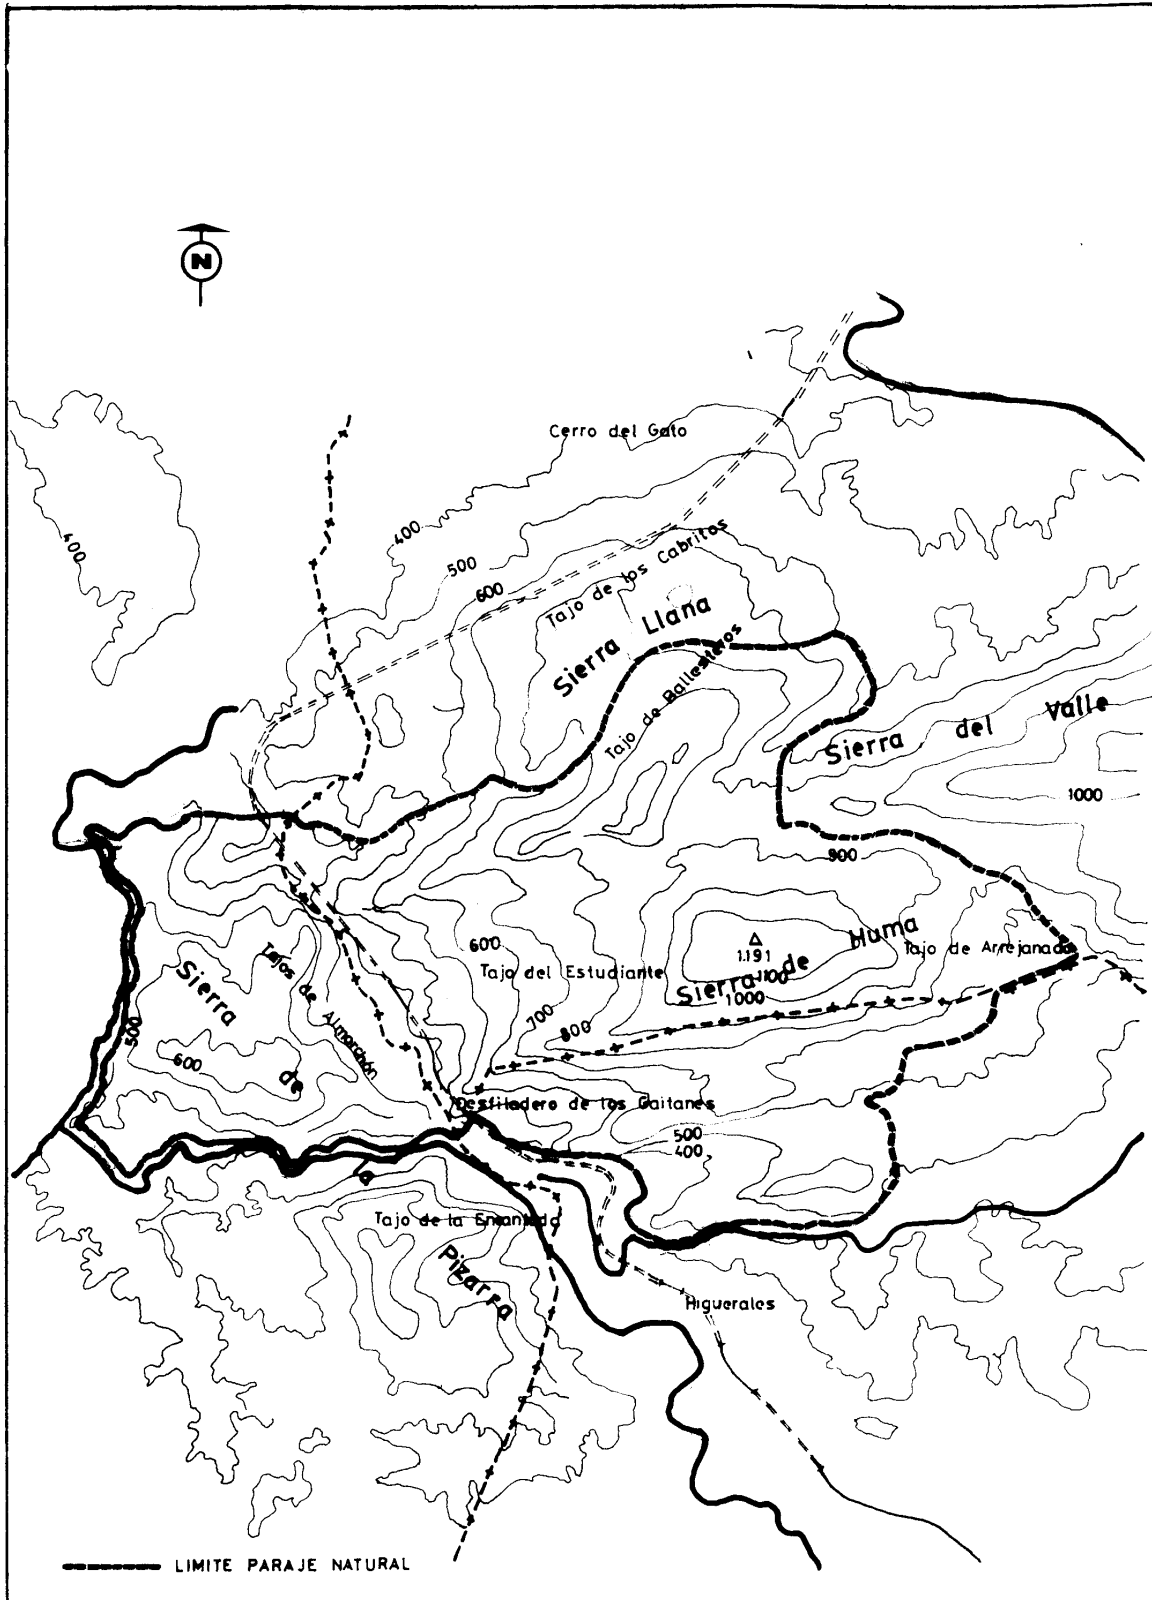 N
Cerro del Gato
400
400
500
600
Tajo de los Cabritos
Sierra Llana
Tajo de Ballesteros
Sierra del Valle
1000
900
Sierra de Huma
1.191
1100
1000
Tajo de Arrejanado
600
Tajo del Estudiante
700
800
Tajos de Almorchón
Sierra de Pizarra
500
600
Desfiladero de los Gaitanes
500
400
Tajo de la Encantada
Higuerales
LIMITE PARAJE NATURAL